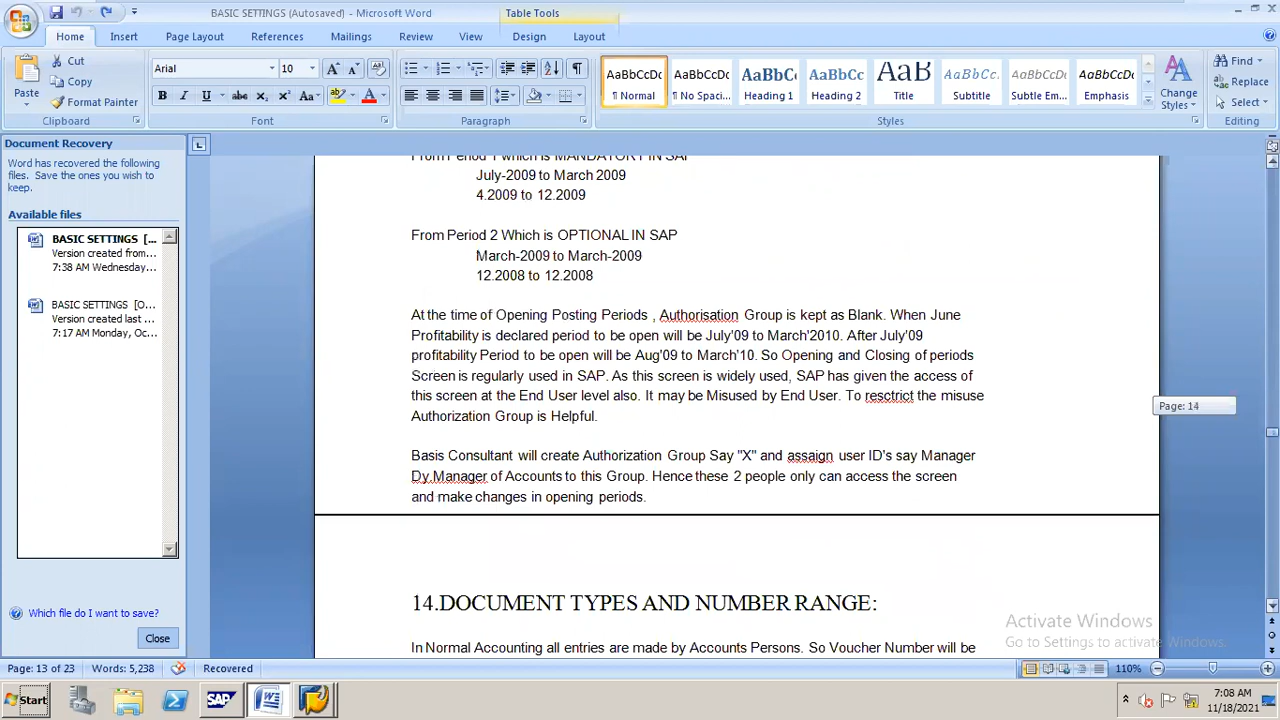 BASIC SETTINGS (Autosaved) - Microsoft Word
Table Tools
Home Insert Page Layout References Mailings Review View Design Layout
Paste
Cut
Copy
Format Painter
Clipboard
Arial 10
Font
Paragraph
AaBbCcDc ¶ Normal
AaBbCcDc ¶ No Spaci...
AaBbCc Heading 1
AaBbCc Heading 2
AaB Title
AaBbCc. Subtitle
AaBbCcDc Subtle Em...
AaBbCcDc Emphasis
Change Styles
Styles
Find
Replace
Select
Editing
Document Recovery
Word has recovered the following
files. Save the ones you wish to
keep.
Available files
BASIC SETTINGS [...
Version created from...
7:38 AM Wednesday...
BASIC SETTINGS [O...
Version created last ...
7:17 AM Monday, Oc...
Which file do I want to save?
Close
From Period 1 which is MANDATORY IN SAP
July-2009 to March 2009
4.2009 to 12.2009
From Period 2 Which is OPTIONAL IN SAP
March-2009 to March-2009
12.2008 to 12.2008
At the time of Opening Posting Periods , Authorisation Group is kept as Blank. When June
Profitability is declared period to be open will be July'09 to March'2010. After July'09
profitability Period to be open will be Aug'09 to March'10. So Opening and Closing of periods
Screen is regularly used in SAP. As this screen is widely used, SAP has given the access of
this screen at the End User level also. It may be Misused by End User. To resctrict the misuse
Authorization Group is Helpful.
Basis Consultant will create Authorization Group Say "X" and assaign user ID's say Manager
Dy.Manager of Accounts to this Group. Hence these 2 people only can access the screen
and make changes in opening periods.
Page: 14
14.DOCUMENT TYPES AND NUMBER RANGE:
In Normal Accounting all entries are made by Accounts Persons. So Voucher Number will be
Activate Windows
Go to Settings to activate Windows.
Page: 13 of 23 Words: 5,238 Recovered
110%
Start
SAP
7:08 AM
11/18/2021